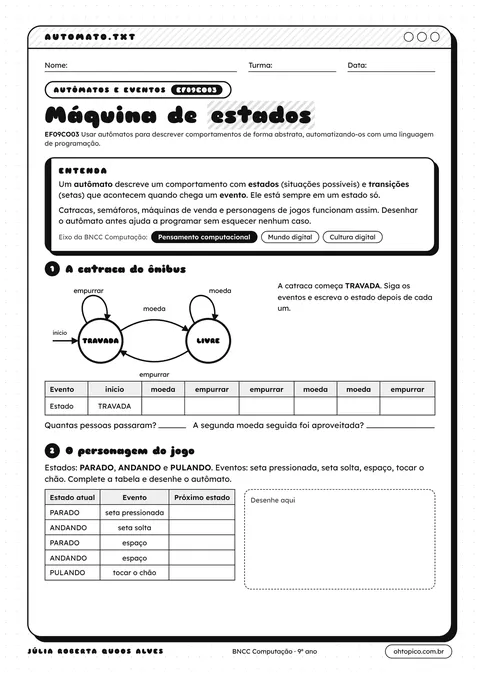 AUTOMATO.TXT
Nome: Turma: Data:
AUTÔMATOS E EVENTOS EF09CO03
Máquina de estados
EF09CO03 Usar autômatos para descrever comportamentos de forma abstrata, automatizando-os com uma linguagem
de programação.
ENTENDA
Um autômato descreve um comportamento com estados (situações possíveis) e transições
(setas) que acontecem quando chega um evento. Ele está sempre em um estado só.
Catracas, semáforos, máquinas de venda e personagens de jogos funcionam assim. Desenhar
o autômato antes ajuda a programar sem esquecer nenhum caso.
Eixo da BNCC Computação: Pensamento computacional Mundo digital Cultura digital
1 A catraca do ônibus
empurrar
moeda
moeda
início
TRAVADA
LIVRE
empurrar
A catraca começa TRAVADA. Siga os
eventos e escreva o estado depois de cada
um.
Evento início moeda empurrar empurrar moeda moeda empurrar
Estado TRAVADA
Quantas pessoas passaram? A segunda moeda seguida foi aproveitada?
2 O personagem do jogo
Estados: PARADO, ANDANDO e PULANDO. Eventos: seta pressionada, seta solta, espaço, tocar o
chão. Complete a tabela e desenhe o autômato.
Estado atual Evento Próximo estado
PARADO seta pressionada
ANDANDO seta solta
PARADO espaço
ANDANDO espaço
PULANDO tocar o chão
Desenhe aqui
JÚLIA ROBERTA QUOOS ALVES
BNCC Computação · 9º ano
ohtopico.com.br